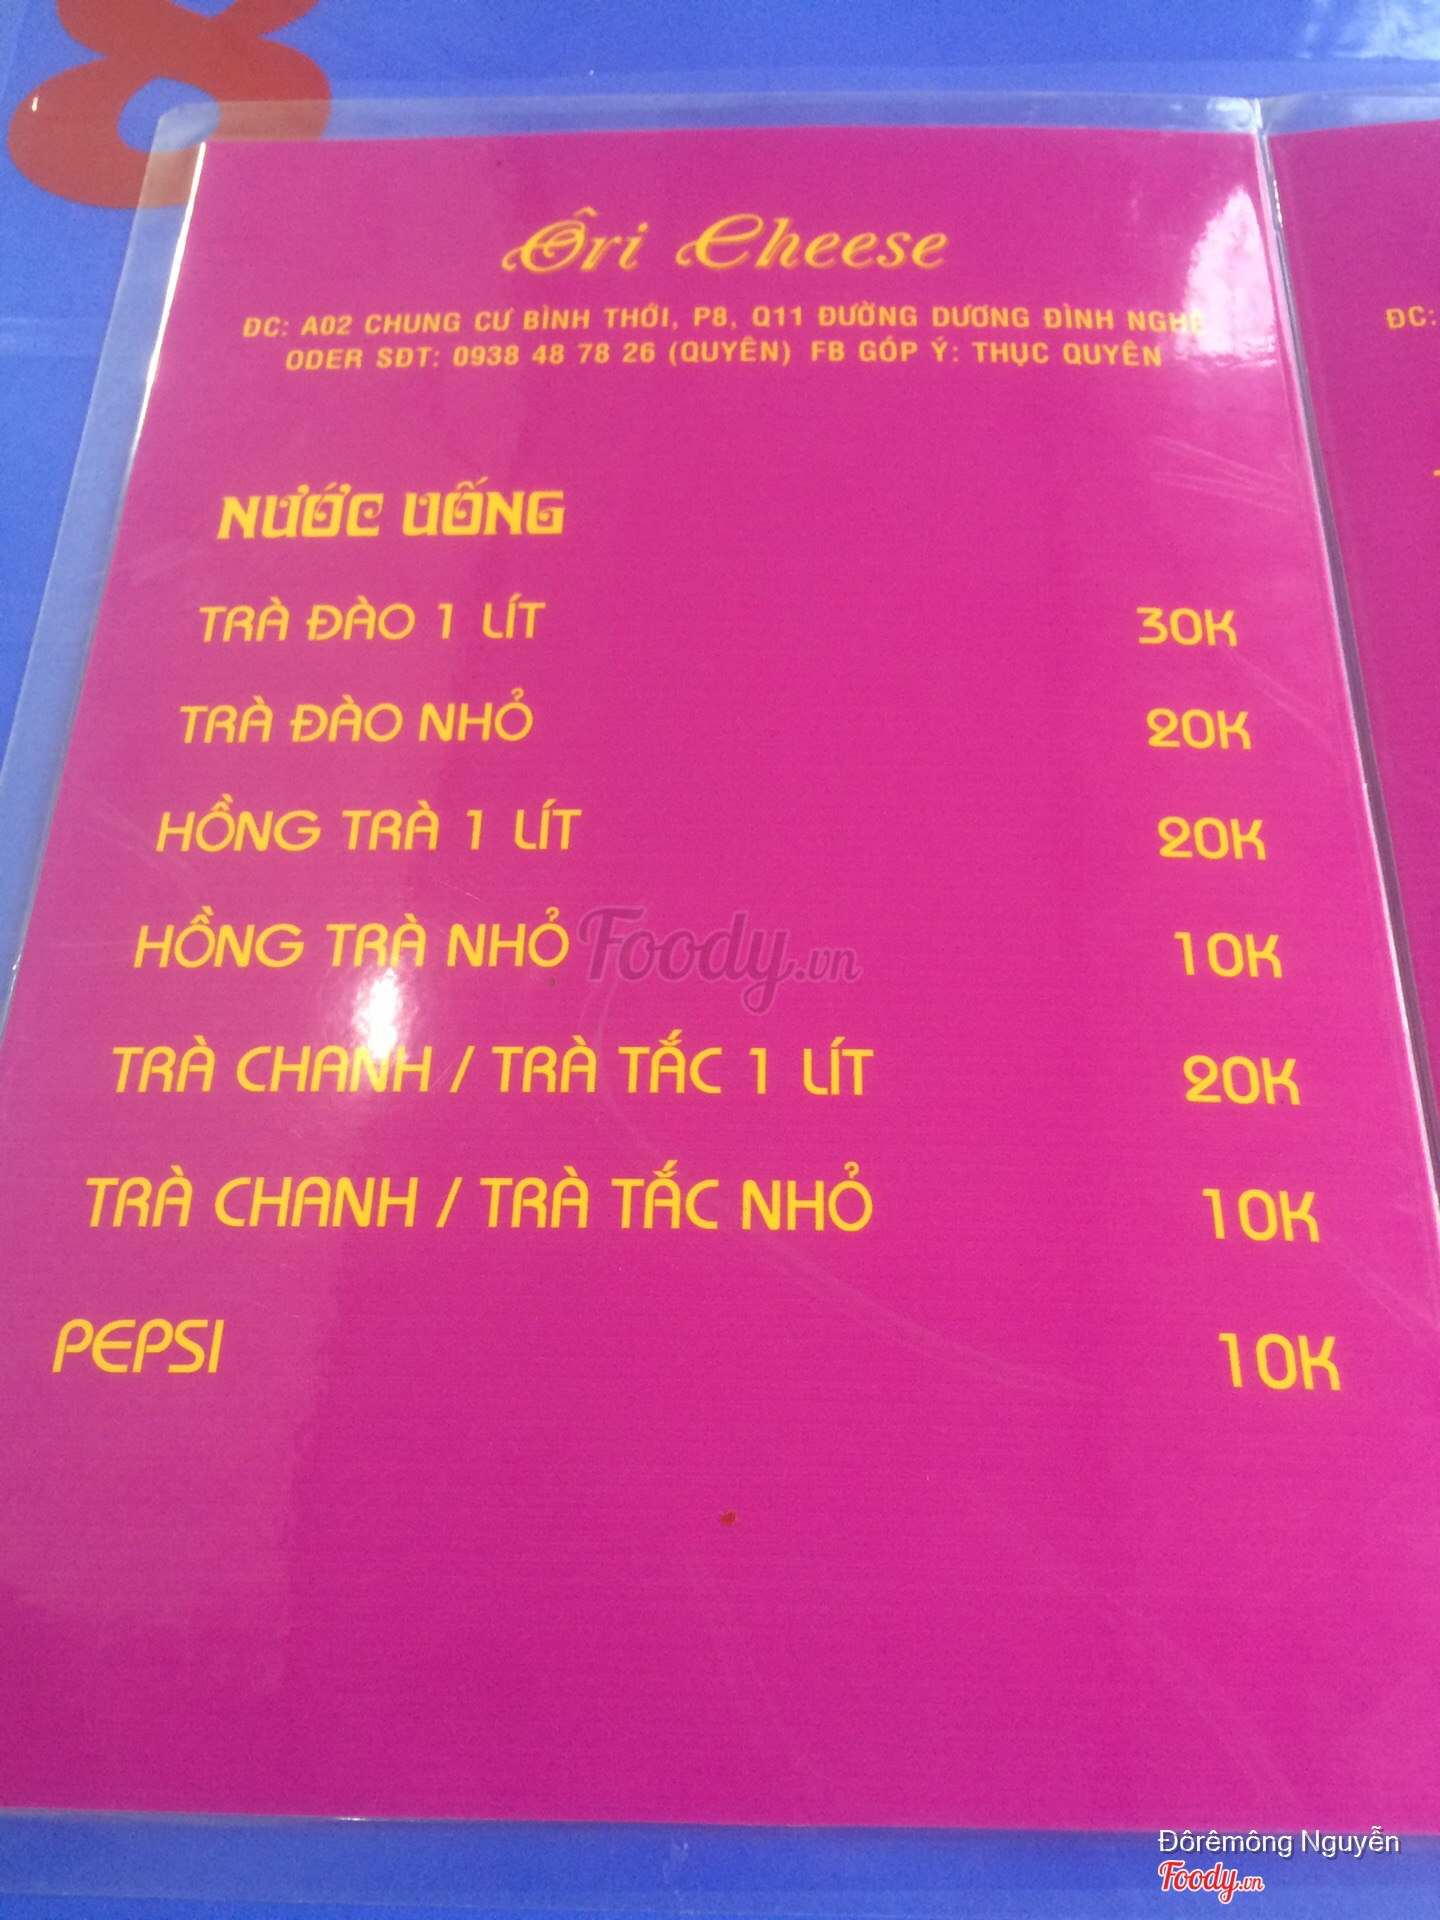 8
Ôri Cheese
ĐC: A02 CHUNG CƯ BÌNH THỚI, P8, Q11 ĐƯỜNG DƯƠNG ĐÌNH NGHỆ
ODER SĐT: 0938 48 78 26 (QUYÊN) FB GÓP Ý: THỤC QUYÊN
ĐC:
NƯỚC UỐNG
TRÀ ĐÀO 1 LÍT 30K
TRÀ ĐÀO NHỎ 20K
HỒNG TRÀ 1 LÍT 20K
HỒNG TRÀ NHỎ 10K
Foody.vn
TRÀ CHANH / TRÀ TẮC 1 LÍT 20K
TRÀ CHANH / TRÀ TẮC NHỎ 10K
PEPSI 10K
Đôrêmông Nguyễn
Foody.vn